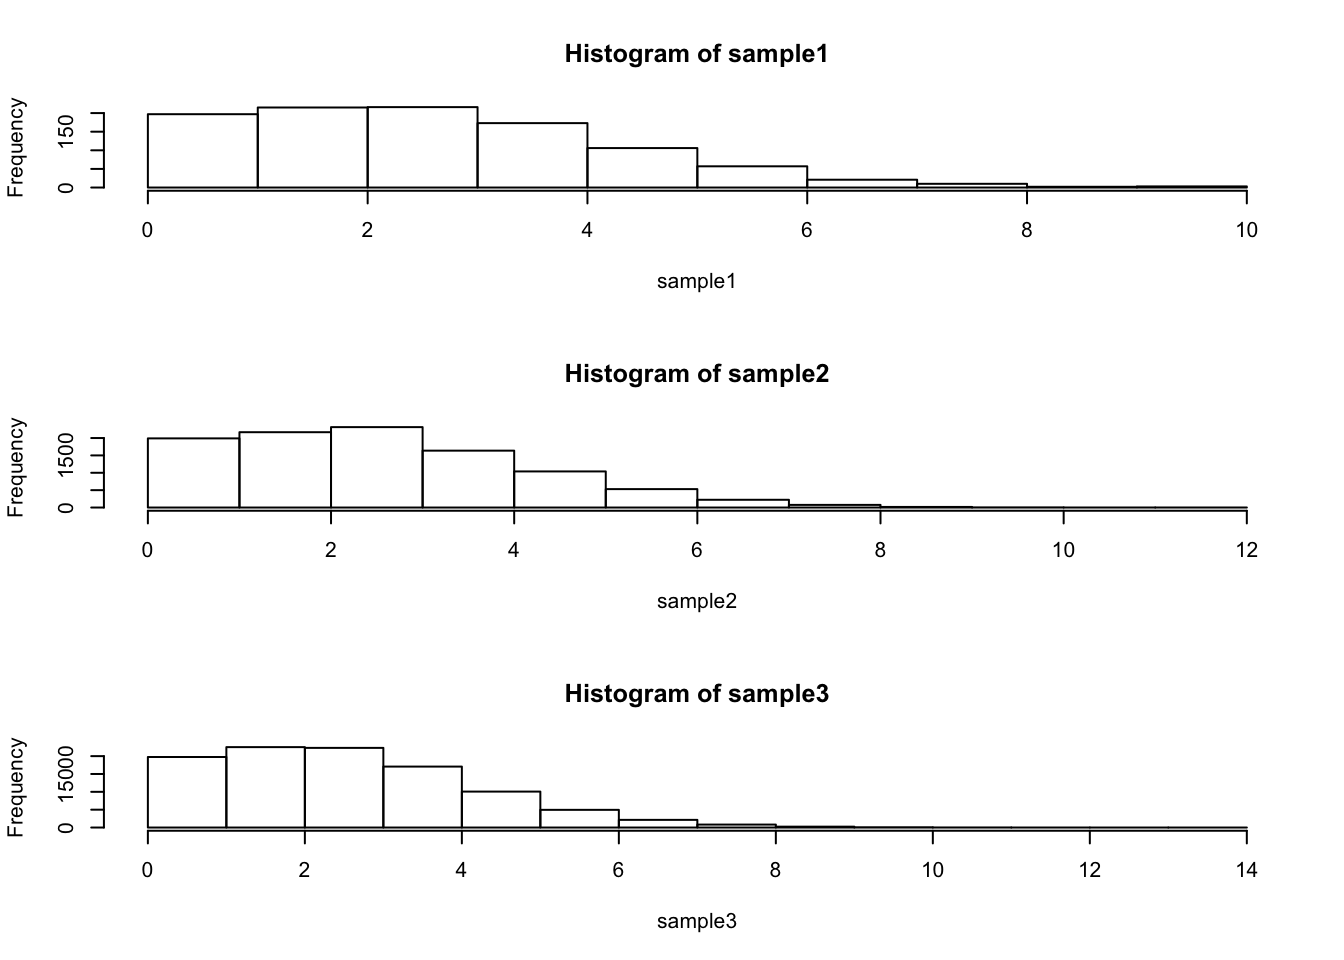 Histogram of sample1
Frequency
150
0
0 2 4 6 8 10
sample1
Histogram of sample2
Frequency
1500
0
0 2 4 6 8 10 12
sample2
Histogram of sample3
Frequency
15000
0
0 2 4 6 8 10 12 14
sample3